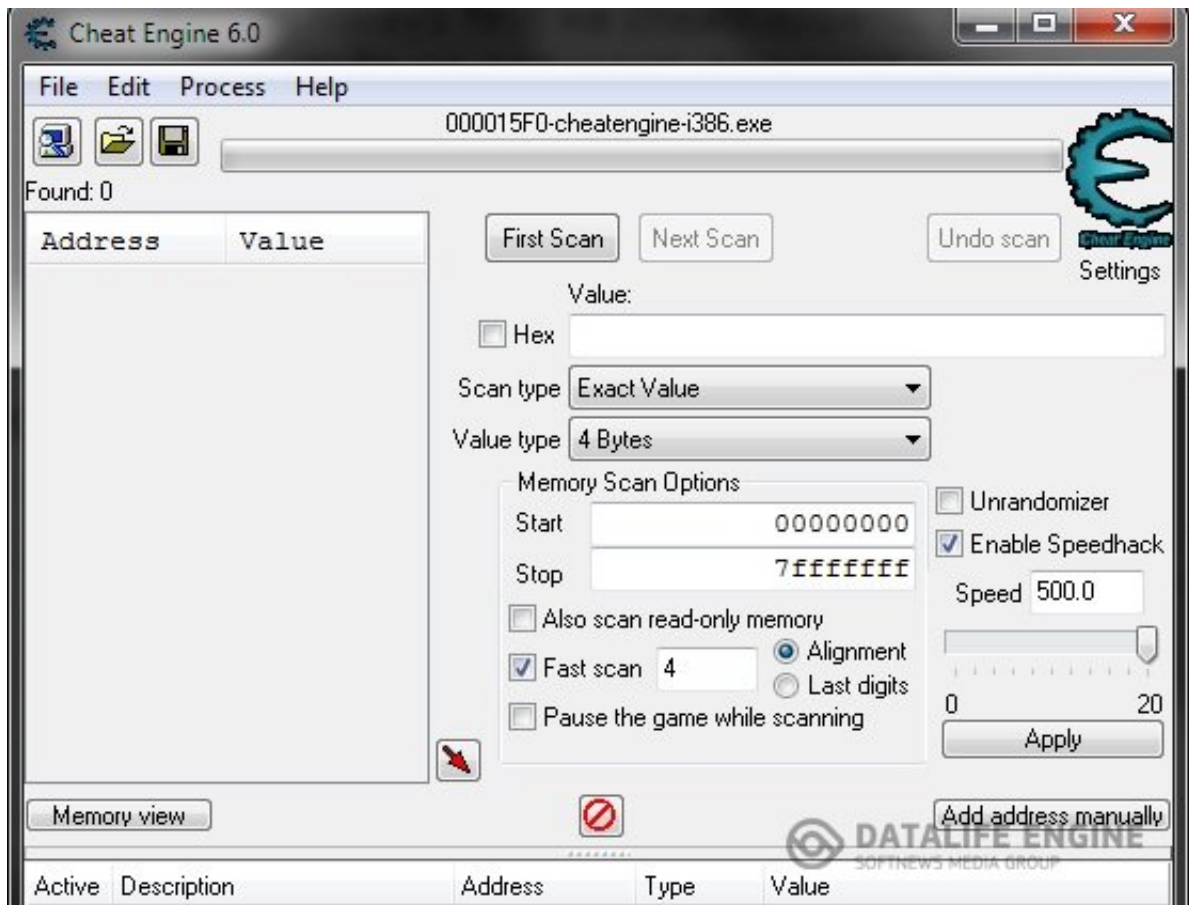 Cheat Engine 6.0
File Edit Process Help
000015F0-cheatengine-i386.exe
Found: 0
Address Value
First Scan Next Scan Undo scan
Cheat Engine
Settings
Value:
Hex
Scan type Exact Value
Value type 4 Bytes
Memory Scan Options
Start 00000000
Stop 7fffffff
Unrandomizer
Enable Speedhack
Speed 500.0
Also scan read-only memory
Fast scan 4 Alignment
Last digits
Pause the game while scanning
0 20
Apply
Memory view
Add address manually
DATALIFE ENGINE
SOFTNEWS MEDIA GROUP
Active Description Address Type Value